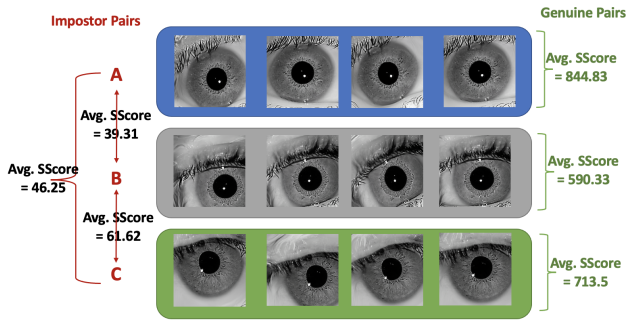 Impostor Pairs
Genuine Pairs
A
Avg. SScore
= 844.83
Avg. SScore
= 39.31
Avg. SScore
= 46.25
B
Avg. SScore
= 590.33
Avg. SScore
= 61.62
C
Avg. SScore
= 713.5